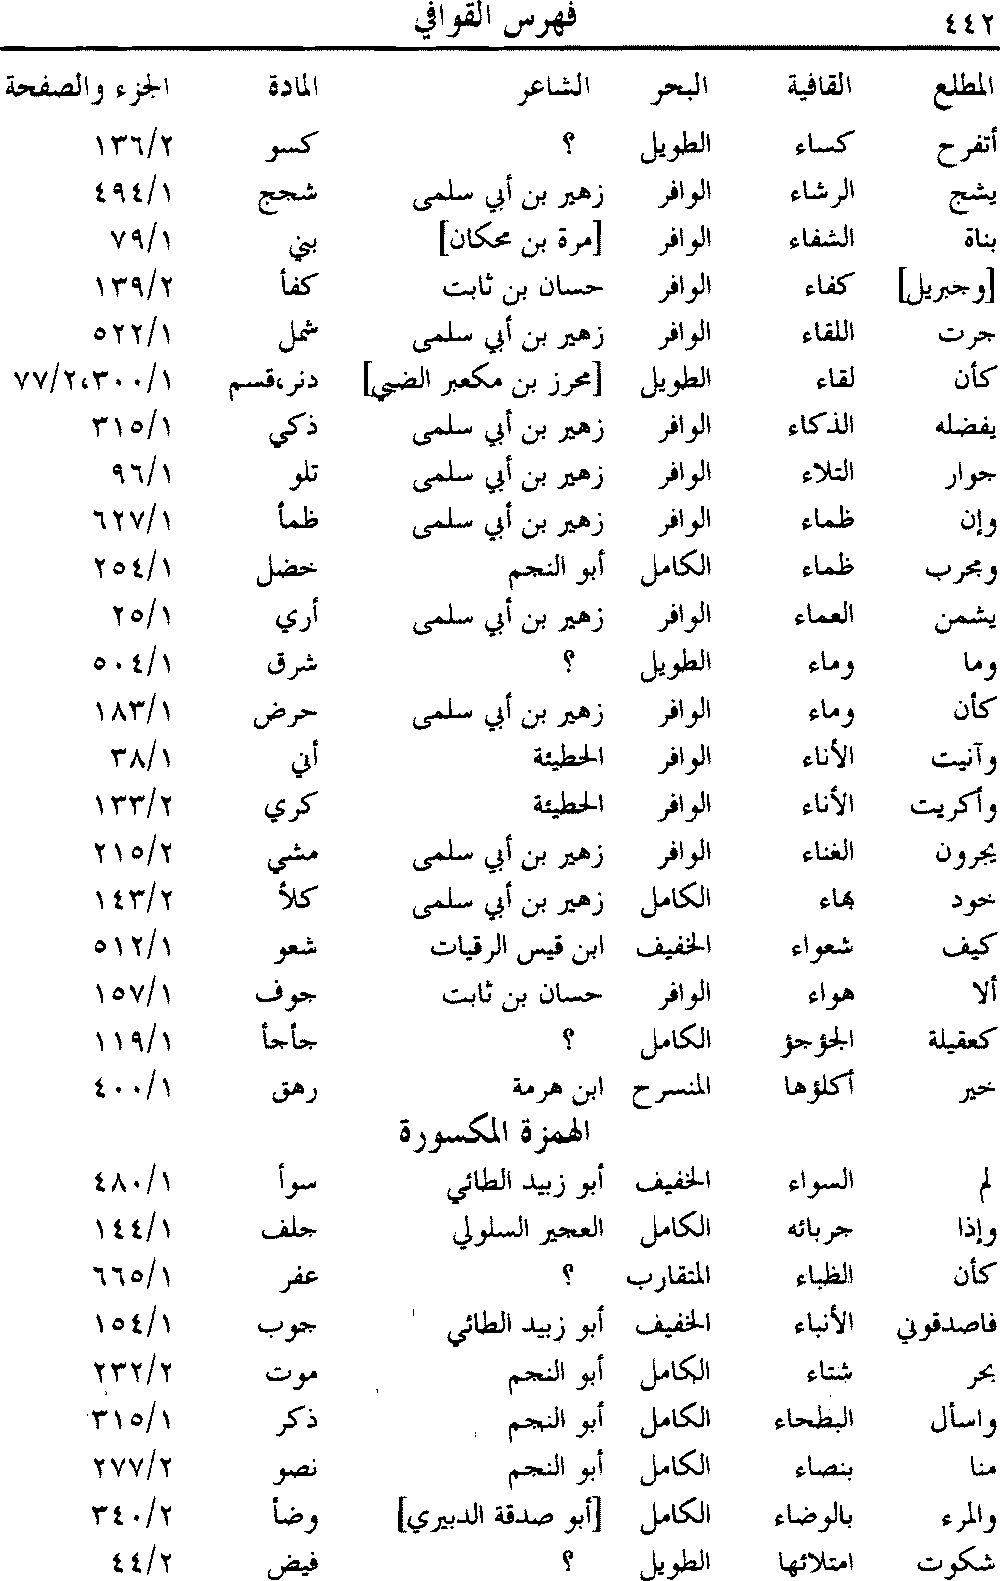 ٤٤٢ فهرس القوافي
المطلع القافية البحر الشاعر المادة الجزء والصفحة
أتفرح كساء الطويل ؟ كسو ١٣٦/٢
يشج الرشاء الوافر زهير بن أبي سلمى شجج ٤٩٤/١
بناة الشفاء الوافر [مرة بن محكان] بني ٧٩/١
[وجبريل] كفاء الوافر حسان بن ثابت كفأ ١٣٩/٢
جرت اللقاء الوافر زهير بن أبي سلمى شمل ٥٢٢/١
كأن لقاء الطويل [محرز بن مكعبر الضبي] دنر،قسم ٧٧/٢،٣٠٠/١
يفضله الذكاء الوافر زهير بن أبي سلمى ذكي ٣١٥/١
جوار التلاء الوافر زهير بن أبي سلمى تلو ٩٦/١
وإن ظماء الوافر زهير بن أبي سلمى ظمأ ٦٢٧/١
ومجرب ظماء الكامل أبو النجم خضل ٢٥٤/١
يشمن العماء الوافر زهير بن أبي سلمى أري ٢٥/١
وما وماء الطويل ؟ شرق ٥٠٤/١
كأن وماء الوافر زهير بن أبي سلمى حرض ١٨٣/١
وآنيت الأناء الوافر الحطيئة أني ٣٨/١
وأكريت الأناء الوافر الحطيئة كري ١٣٣/٢
يجرون الغناء الوافر زهير بن أبي سلمى مشي ٢١٥/٢
خود بهاء الكامل زهير بن أبي سلمى كلأ ١٤٣/٢
كيف شعواء الخفيف ابن قيس الرقيات شعو ٥١٢/١
ألا هواء الوافر حسان بن ثابت جوف ١٥٧/١
كعقيلة الجؤجؤ الكامل ؟ جأجأ ١١٩/١
خير أكلؤها المنسرح ابن هرمة رهق ٤٠٠/١
الهمزة المكسورة
لم السواء الخفيف أبو زبيد الطائي سوأ ٤٨٠/١
وإذا جربائه الكامل العجير السلولي جلف ١٤٤/١
كأن الظباء المتقارب ؟ عفر ٦٦٥/١
فاصدقوني الأنباء الخفيف أبو زبيد الطائي جوب ١٥٤/١
بحر شتاء الكامل أبو النجم موت ٢٣٢/٢
واسأل البطحاء الكامل أبو النجم ذكر ٣١٥/١
منا بنصاء الكامل أبو النجم نصو ٢٧٧/٢
والمرء بالوضاء الكامل [أبو صدقة الدبيري] وضأ ٣٤٠/٢
شكوت امتلائها الطويل ؟ فيض ٤٤/٢